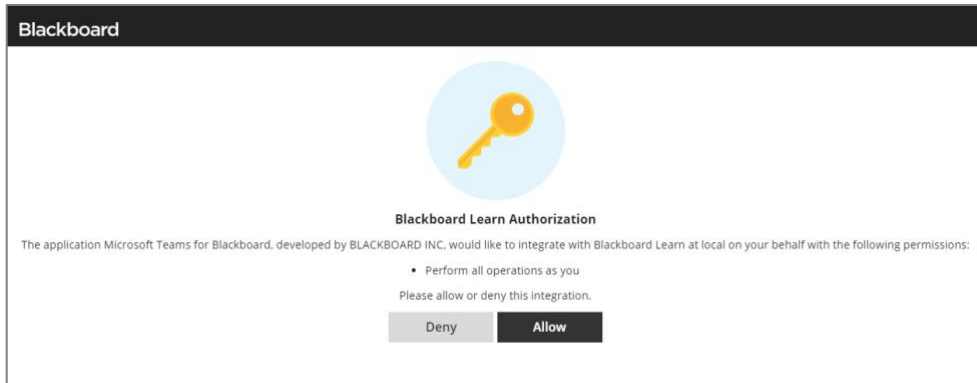 Blackboard
Blackboard Learn Authorization
The application Microsoft Teams for Blackboard, developed by BLACKBOARD INC, would like to integrate with Blackboard Learn at local on your behalf with the following permissions:
• Perform all operations as you
Please allow or deny this integration.
Deny Allow